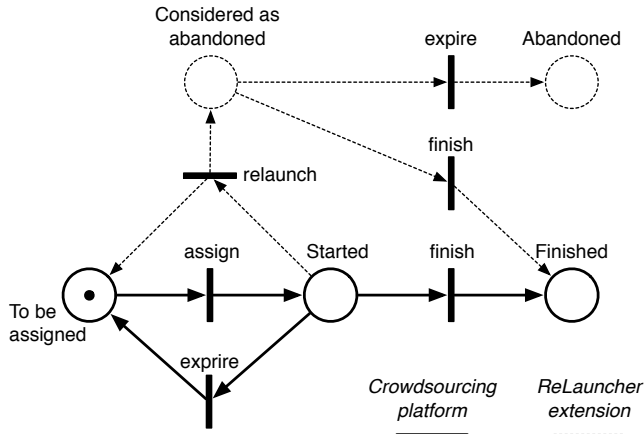 Considered as
abandoned
expire
Abandoned
finish
relaunch
assign
Started
finish
Finished
To be
assigned
exprire
Crowdsourcing
platform
ReLauncher
extension